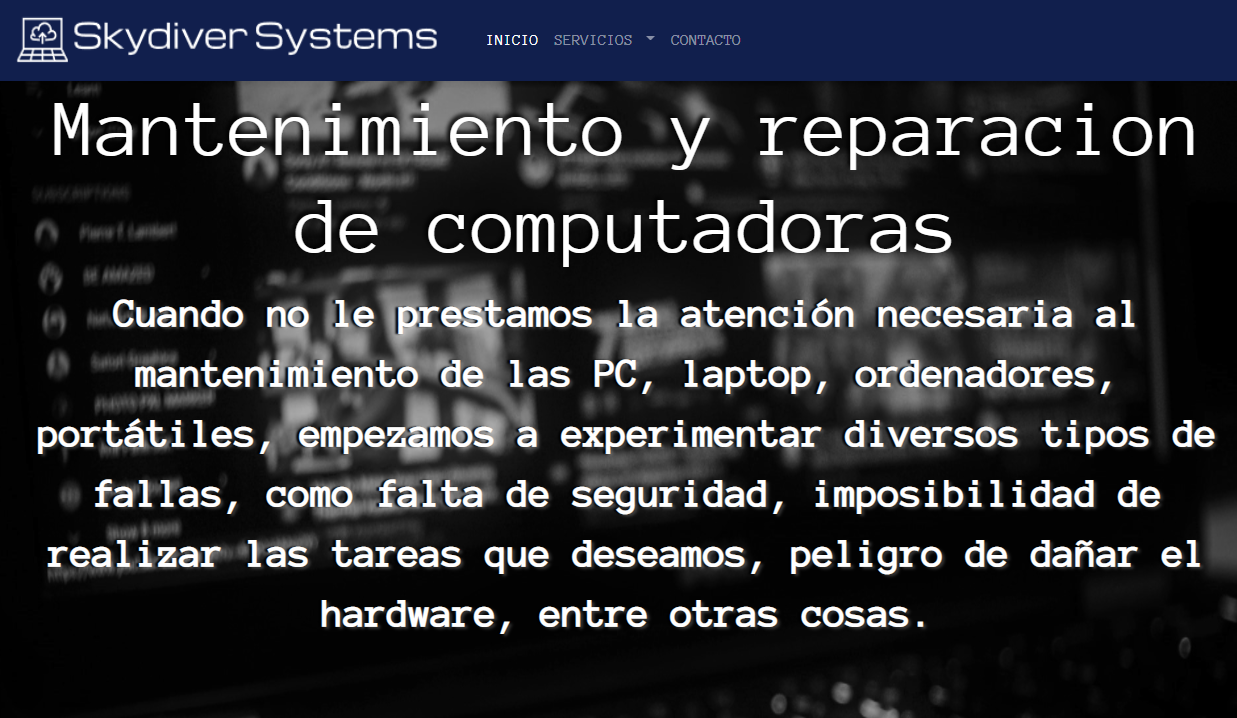 Skydiver Systems
INICIO SERVICIOS CONTACTO
Mantenimiento y reparacion
de computadoras
Cuando no le prestamos la atención necesaria al
mantenimiento de las PC, laptop, ordenadores,
portátiles, empezamos a experimentar diversos tipos de
fallas, como falta de seguridad, imposibilidad de
realizar las tareas que deseamos, peligro de dañar el
hardware, entre otras cosas.
SUBSCRIPTIONS